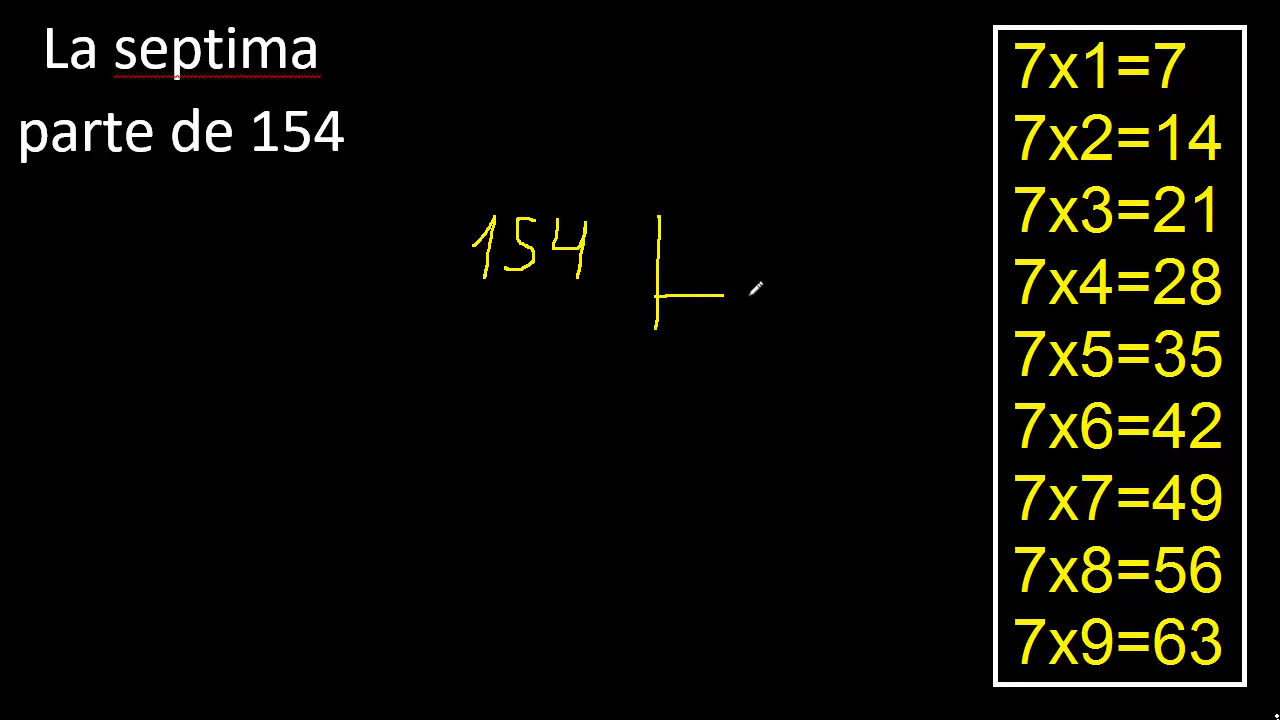 La septima
parte de 154
154
7x1=7
7x2=14
7x3=21
7x4=28
7x5=35
7x6=42
7x7=49
7x8=56
7x9=63